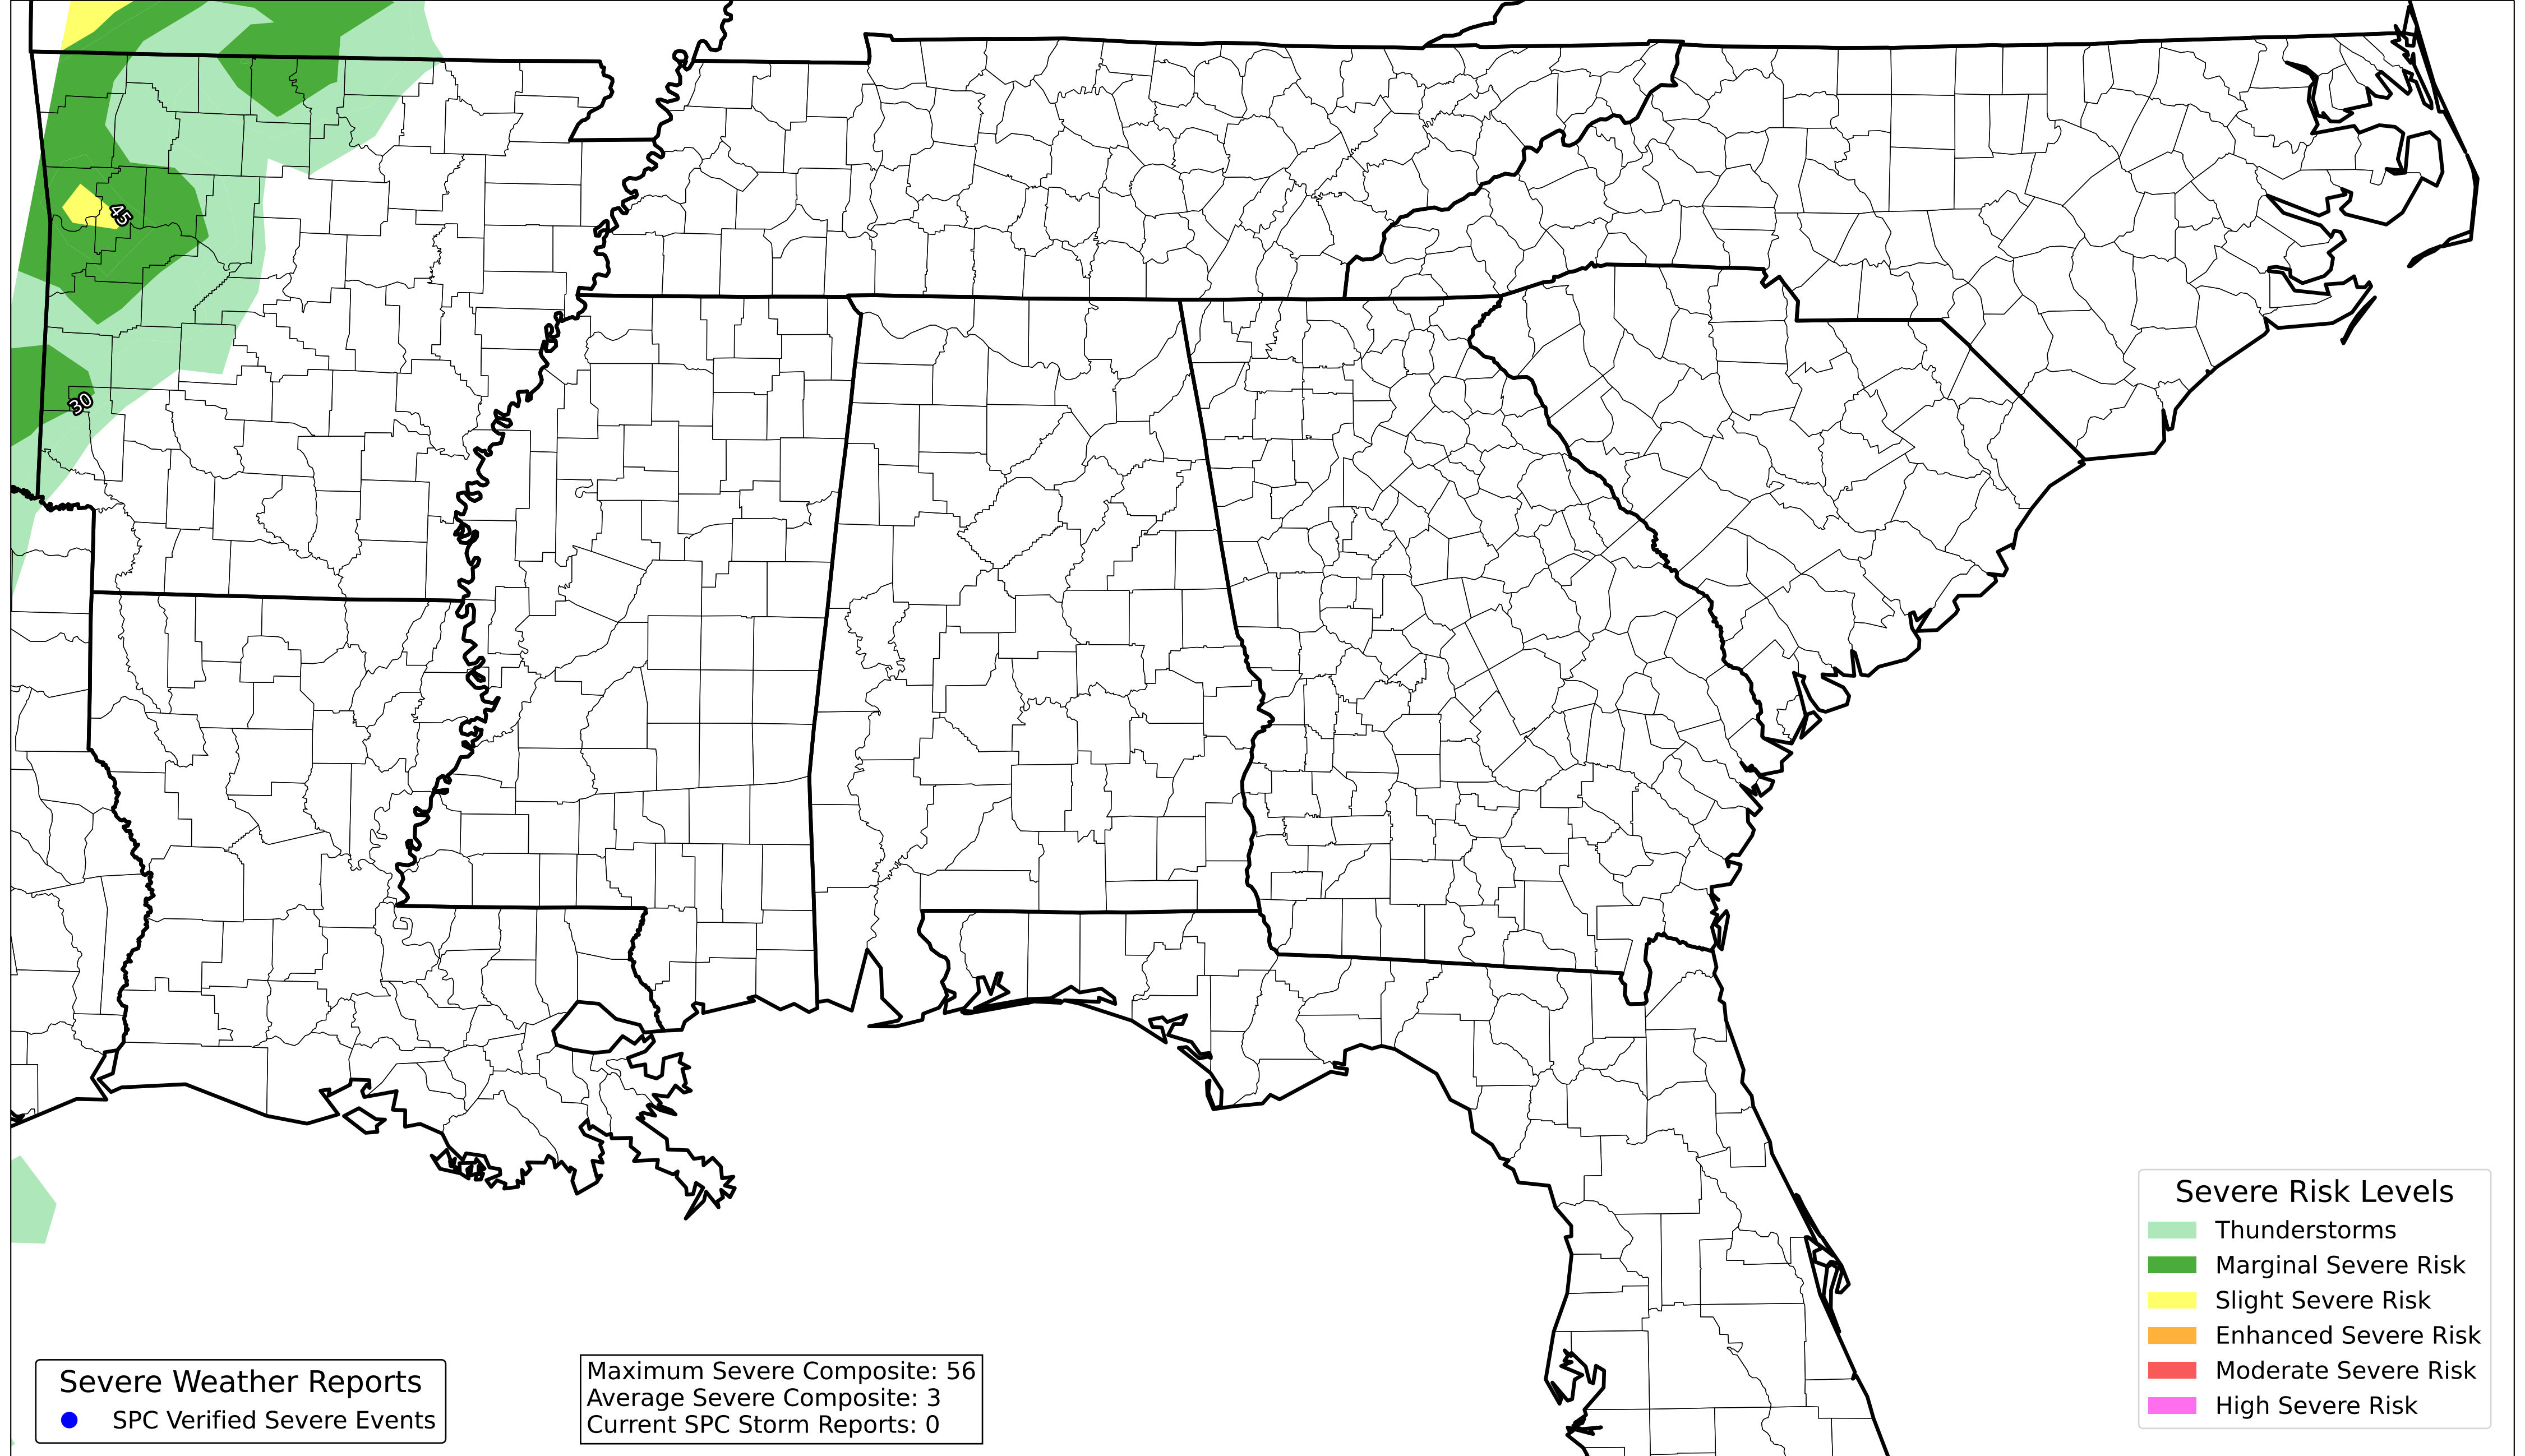 45
30
Severe Risk Levels
Thunderstorms
Marginal Severe Risk
Slight Severe Risk
Enhanced Severe Risk
Moderate Severe Risk
High Severe Risk
Severe Weather Reports
SPC Verified Severe Events
Maximum Severe Composite: 56
Average Severe Composite: 3
Current SPC Storm Reports: 0